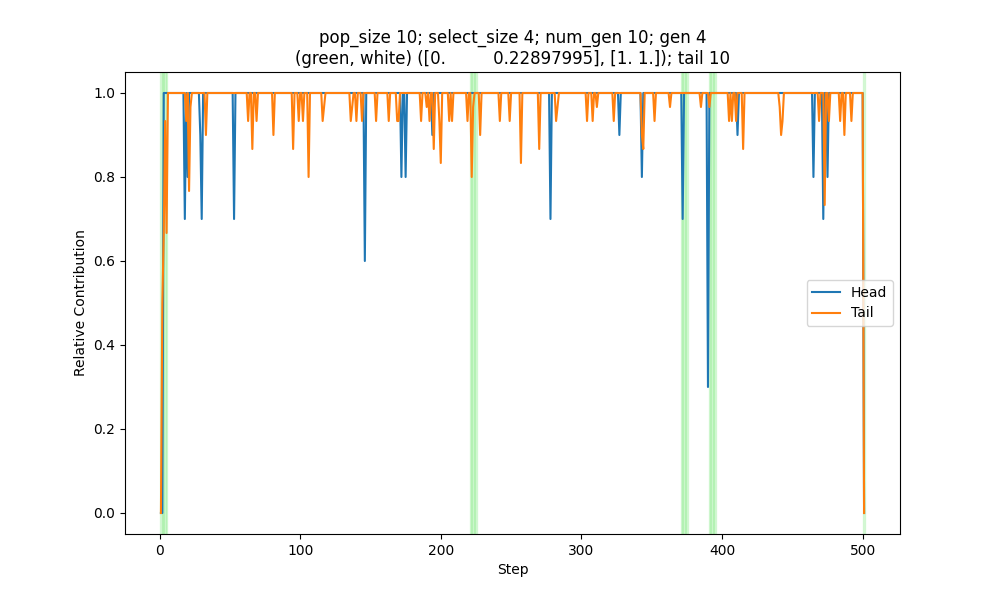 pop_size 10; select_size 4; num_gen 10; gen 4
(green, white) ([0. 0.22897995], [1. 1.]); tail 10
1.0
0.8
0.6
0.4
0.2
0.0
Relative Contribution
Head
Tail
0 100 200 300 400 500
Step